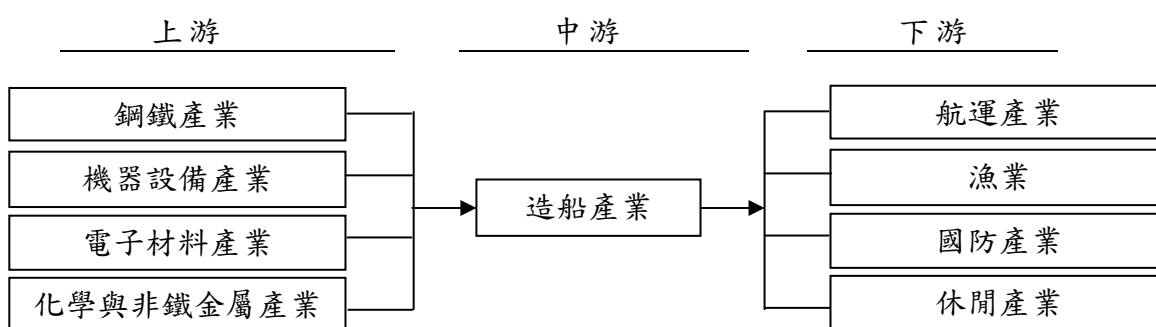 上游 中游 下游
鋼鐵產業 航運產業
機器設備產業 漁業
造船產業
電子材料產業 國防產業
化學與非鐵金屬產業 休閒產業